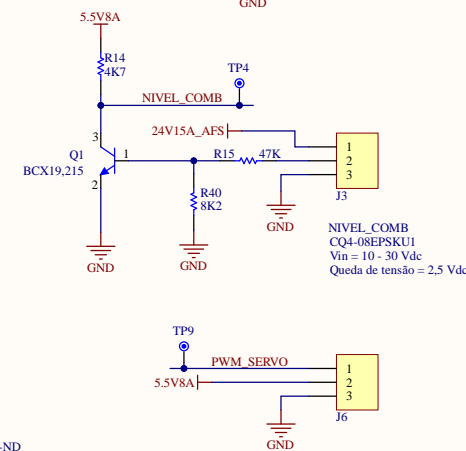 GND
5.5V8A
R14
4K7
TP4
NIVEL_COMB
24V15A_AFS
3
Q1
BCX19,215
1
2
R15
47K
R40
8K2
1
2
3
J3
GND
GND
GND
NIVEL_COMB
CQ4-08EPSKU1
Vin = 10 - 30 Vdc
Queda de tensão = 2,5 Vdc
TP9
PWM_SERVO
5.5V8A
1
2
3
J6
GND
-ND